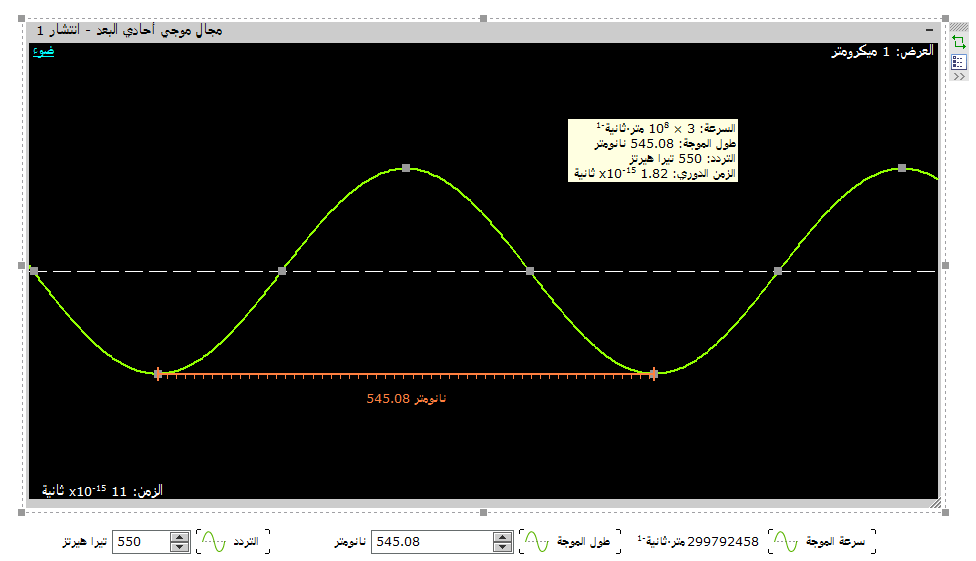 مجال موجي أحادي البعد - انتشار 1
ضوء
العرض: 1 ميكرومتر
السرعة: 3 × 10⁸ متر·ثانية⁻¹
طول الموجة: 545.08 نانومتر
التردد: 550 تيرا هيرتز
الزمن الدوري: 1.82 x10⁻¹⁵ ثانية
545.08 نانومتر
الزمن: 11 x10⁻¹⁵ ثانية
سرعة الموجة 299792458 متر·ثانية⁻¹
طول الموجة 545.08 نانومتر
التردد 550 تيرا هيرتز